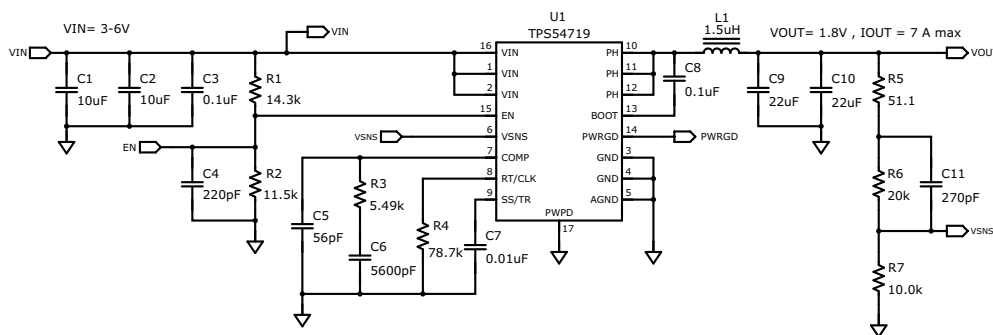 VIN= 3-6V
VIN
VIN
U1
TPS54719
L1
1.5uH
VOUT= 1.8V , IOUT = 7 A max
VOU
C1
10uF
C2
10uF
C3
0.1uF
R1
14.3k
16 VIN
1 VIN
2 VIN
15 EN
6 VSNS
7 COMP
8 RT/CLK
9 SS/TR
PH 10
PH 11
PH 12
BOOT 13
PWRGD 14
GND 3
GND 4
AGND 5
PWPD
17
C8
0.1uF
PWRGD
C9
22uF
C10
22uF
R5
51.1
VSNS
EN
C4
220pF
R2
11.5k
R3
5.49k
C5
56pF
C6
5600pF
R4
78.7k
C7
0.01uF
R6
20k
C11
270pF
VSNS
R7
10.0k